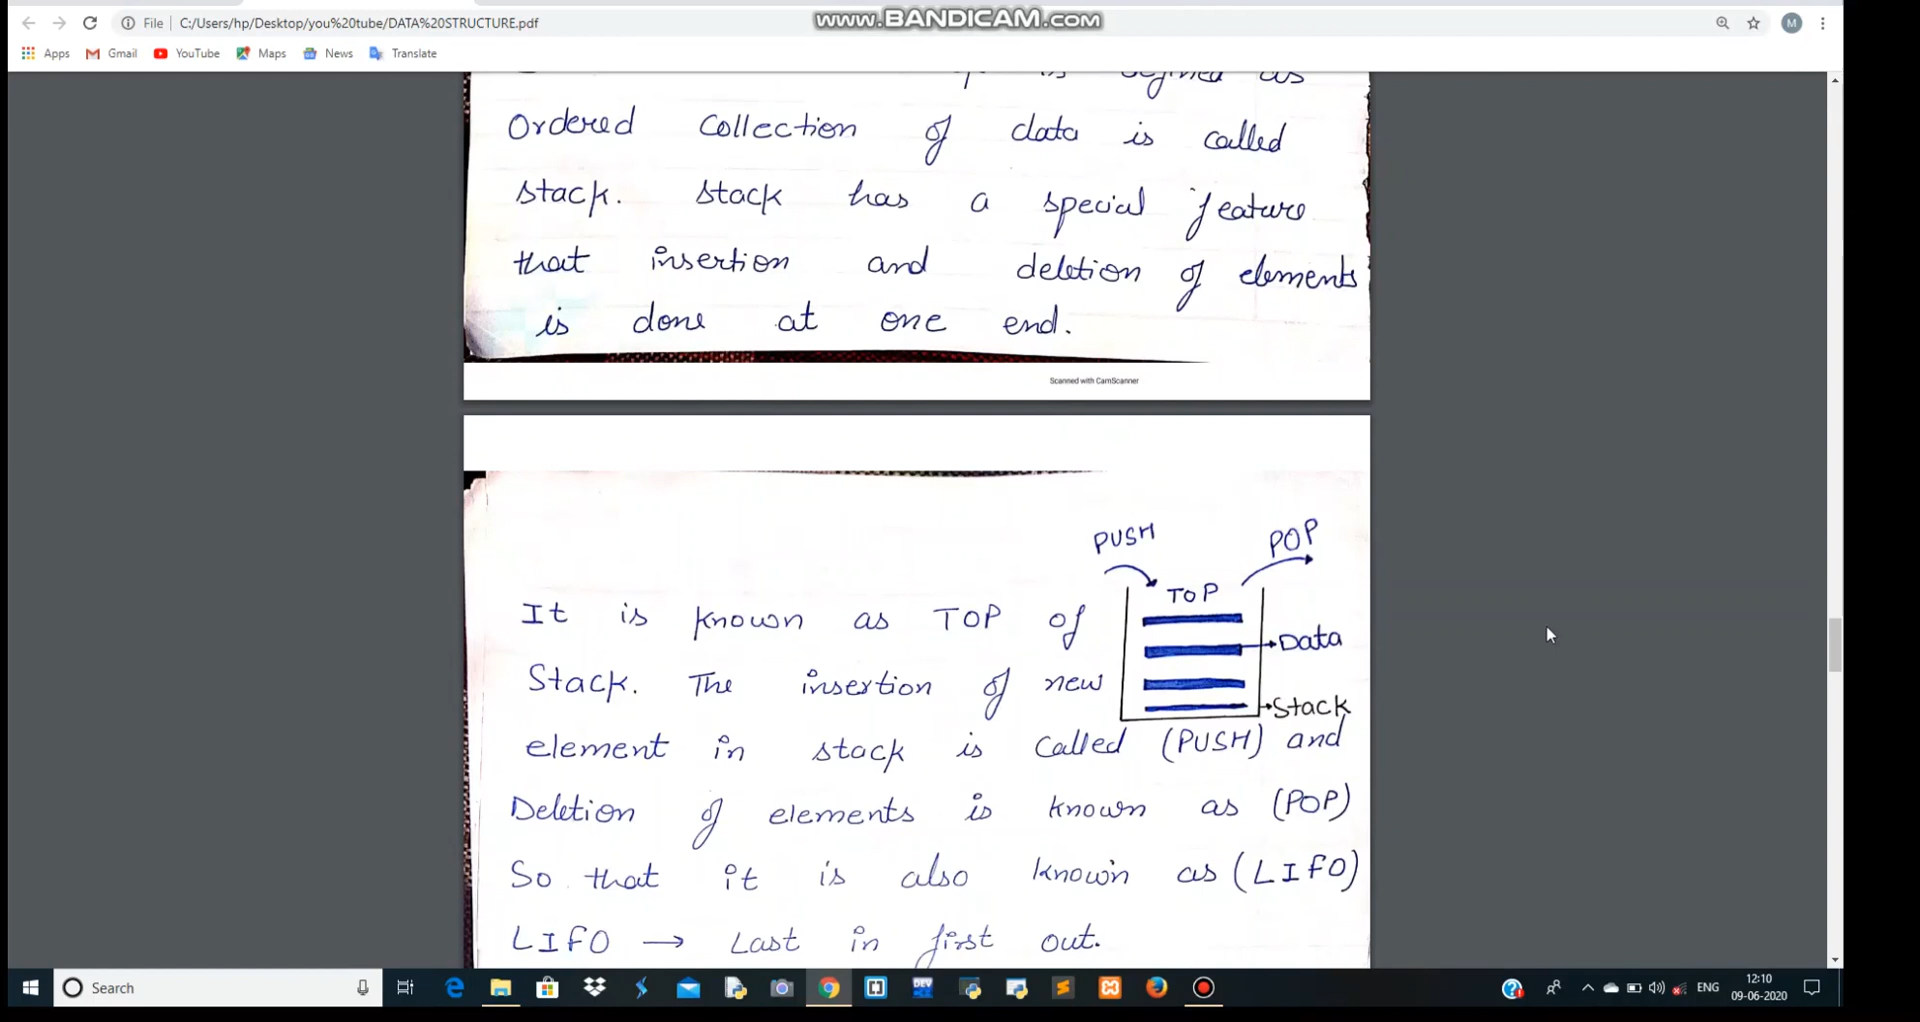 www.BANDICAM.com
File C:/Users/hp/Desktop/you%20tube/DATA%20STRUCTURE.pdf
M
Apps Gmail YouTube Maps News Translate
is defined as
Ordered Collection of data is called
stack. stack has a special feature
that insertion and deletion of elements
is done at one end.
Scanned with CamScanner
PUSH POP
TOP
It is known as TOP of
Data
Stack. The insertion of new
Stack
element in stack is called (PUSH) and
Deletion of elements is known as (POP)
So that it is also known as (LIFO)
LIFO → Last in first out.
Search
DEV
ENG
12:10
09-06-2020